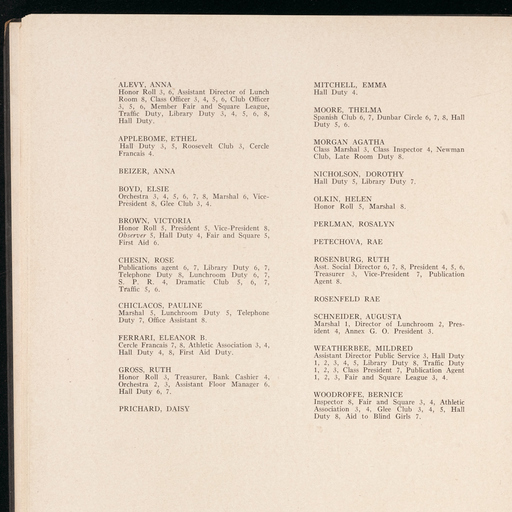 ALEVY, ANNA
Honor Roll 3, 6, Assistant Director of Lunch
Room 8, Class Officer 3, 4, 5, 6, Club Officer
3, 5, 6, Member Fair and Square League,
Traffic Duty, Library Duty 3, 4, 5, 6, 8,
Hall Duty.
APPLEBOME, ETHEL
Hall Duty 3, 5, Roosevelt Club 3, Cercle
Francais 4.
BEIZER, ANNA
BOYD, ELSIE
Orchestra 3, 4, 5, 6, 7, 8, Marshal 6, Vice-
President 8, Glee Club 3, 4.
BROWN, VICTORIA
Honor Roll 5, President 5, Vice-President 8,
Observer 5, Hall Duty 4, Fair and Square 5,
First Aid 6.
CHESIN, ROSE
Publications agent 6, 7, Library Duty 6, 7,
Telephone Duty 8, Lunchroom Duty 6, 7,
S. P. R. 4, Dramatic Club 5, 6, 7,
Traffic 5, 6.
CHICLACOS, PAULINE
Marshal 5, Lunchroom Duty 5, Telephone
Duty 7, Office Assistant 8.
FERRARI, ELEANOR B.
Cercle Francais 7, 8, Athletic Association 3, 4,
Hall Duty 4, 8, First Aid Duty.
GROSS, RUTH
Honor Roll 3, Treasurer, Bank Cashier 4,
Orchestra 2, 3, Assistant Floor Manager 6,
Hall Duty 6, 7.
PRICHARD, DAISY
MITCHELL, EMMA
Hall Duty 4.
MOORE, THELMA
Spanish Club 6, 7, Dunbar Circle 6, 7, 8, Hall
Duty 5, 6.
MORGAN AGATHA
Class Marshal 3, Class Inspector 4, Newman
Club, Late Room Duty 8.
NICHOLSON, DOROTHY
Hall Duty 5, Library Duty 7.
OLKIN, HELEN
Honor Roll 5, Marshal 8.
PERLMAN, ROSALYN
PETECHOVA, RAE
ROSENBURG, RUTH
Asst. Social Director 6, 7, 8, President 4, 5, 6,
Treasurer 3, Vice-President 7, Publication
Agent 8.
ROSENFELD RAE
SCHNEIDER, AUGUSTA
Marshal 1, Director of Lunchroom 2, Pres-
ident 4, Annex G. O. President 3.
WEATHERBEE, MILDRED
Assistant Director Public Service 3, Hall Duty
1, 2, 3, 4, 5, Library Duty 8, Traffic Duty
1, 2, 3, Class President 7, Publication Agent
1, 2, 3, Fair and Square League 3, 4.
WOODROFFE, BERNICE
Inspector 8, Fair and Square 3, 4, Athletic
Association 3, 4, Glee Club 3, 4, 5, Hall
Duty 8, Aid to Blind Girls 7.